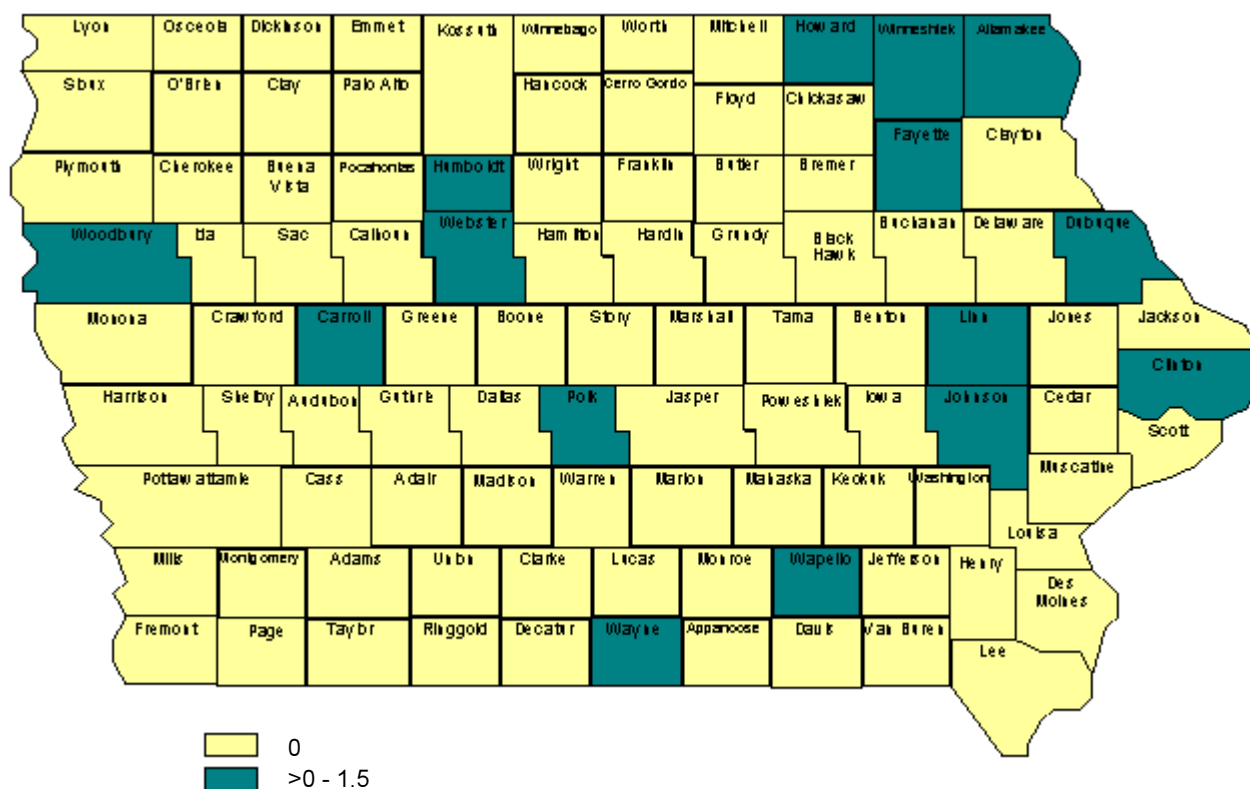 Lyon Osceola Dickinson Emmet Kossuth Winnebago Worth Mitchell Howard Winneshiek Allamakee
Sioux O'Brien Clay Palo Alto Hancock Cerro Gordo Floyd Chickasaw Fayette Clayton
Plymouth Cherokee Buena Vista Pocahontas Humboldt Wright Franklin Butler Bremer
Woodbury Ida Sac Calhoun Webster Hamilton Hardin Grundy Black Hawk Buchanan Delaware Dubuque
Monona Crawford Carroll Greene Boone Story Marshall Tama Benton Linn Jones Jackson
Clinton
Harrison Shelby Audubon Guthrie Dallas Polk Jasper Poweshiek Iowa Johnson Cedar
Scott
Pottawattamie Cass Adair Madison Warren Marion Mahaska Keokuk Washington Muscatine
Louisa
Mills Montgomery Adams Union Clarke Lucas Monroe Wapello Jefferson Henry Des Moines
Fremont Page Taylor Ringgold Decatur Wayne Appanoose Davis Van Buren Lee
0
>0 - 1.5